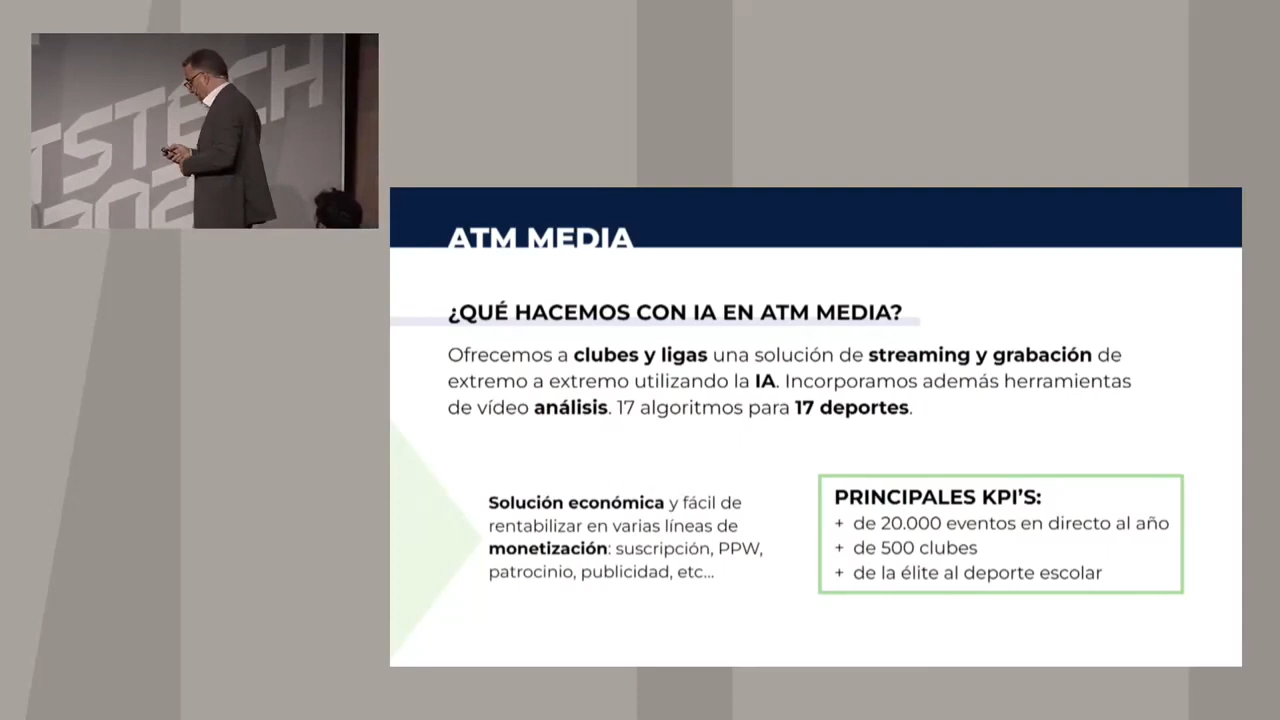 ATM MEDIA
¿QUÉ HACEMOS CON IA EN ATM MEDIA?
Ofrecemos a clubes y ligas una solución de streaming y grabación de
extremo a extremo utilizando la IA. Incorporamos además herramientas
de vídeo análisis. 17 algoritmos para 17 deportes.
Solución económica y fácil de
rentabilizar en varias líneas de
monetización: suscripción, PPW,
patrocinio, publicidad, etc...
PRINCIPALES KPI’S:
+ de 20.000 eventos en directo al año
+ de 500 clubes
+ de la élite al deporte escolar